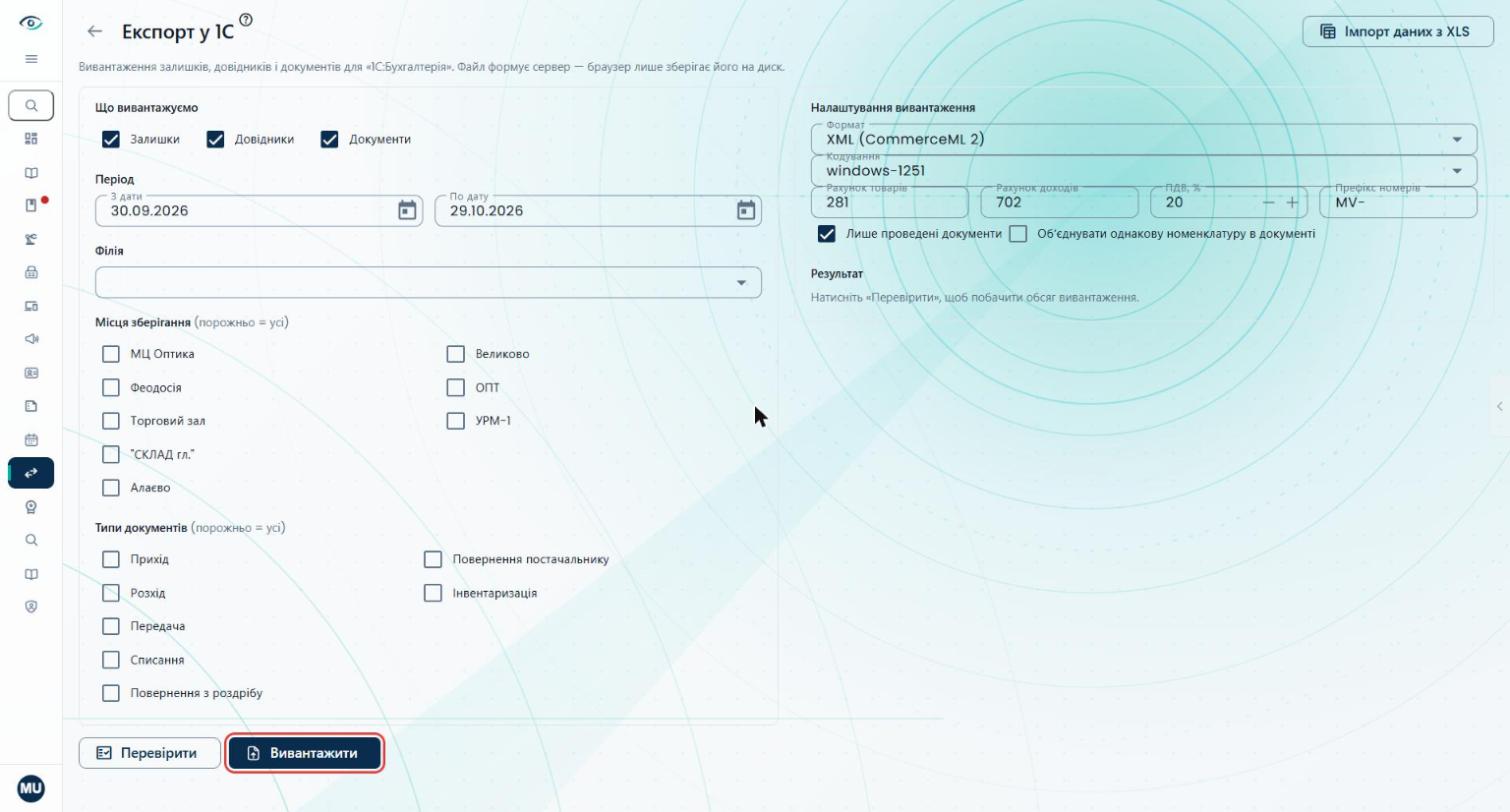 Експорт у 1С
?
Імпорт даних з XLS
Вивантаження залишків, довідників і документів для «1С:Бухгалтерія». Файл формує сервер — браузер лише зберігає його на диск.
Що вивантажуємо
Залишки Довідники Документи
Період
З дати По дату
30.09.2026 29.10.2026
Філія
Місця зберігання (порожньо = усі)
МЦ Оптика Великово
Феодосія ОПТ
Торговий зал УРМ-1
"СКЛАД гл."
Алаєво
Типи документів (порожньо = усі)
Прихід Повернення постачальнику
Розхід Інвентаризація
Передача
Списання
Повернення з роздрібу
Перевірити Вивантажити
Налаштування вивантаження
Формат
XML (CommerceML 2)
Кодування
windows-1251
Рахунок товарів Рахунок доходів ПДВ, % Префікс номерів
281 702 20 MV-
Лише проведені документи Об'єднувати однакову номенклатуру в документі
Результат
Натисніть «Перевірити», щоб побачити обсяг вивантаження.
MU